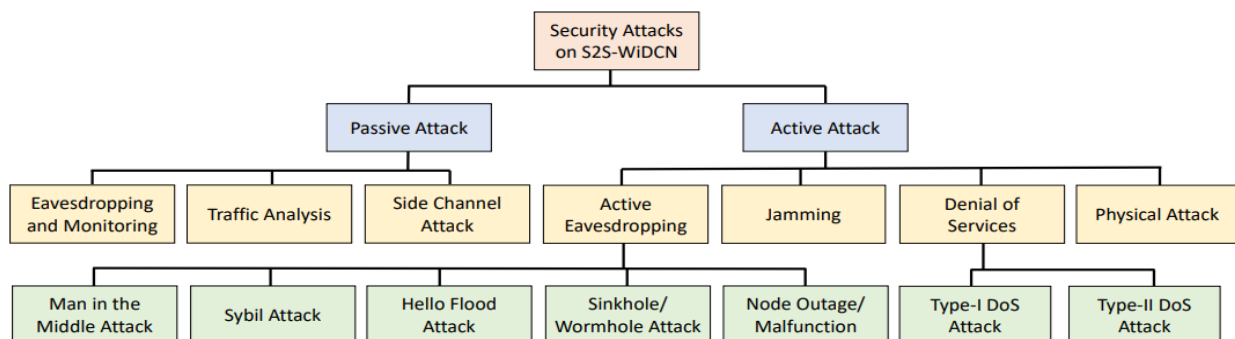 Security Attacks
on S2S-WiDCN
Passive Attack
Active Attack
Eavesdropping
and Monitoring
Traffic Analysis
Side Channel
Attack
Active
Eavesdropping
Jamming
Denial of
Services
Physical Attack
Man in the
Middle Attack
Sybil Attack
Hello Flood
Attack
Sinkhole/
Wormhole Attack
Node Outage/
Malfunction
Type-I DoS
Attack
Type-II DoS
Attack